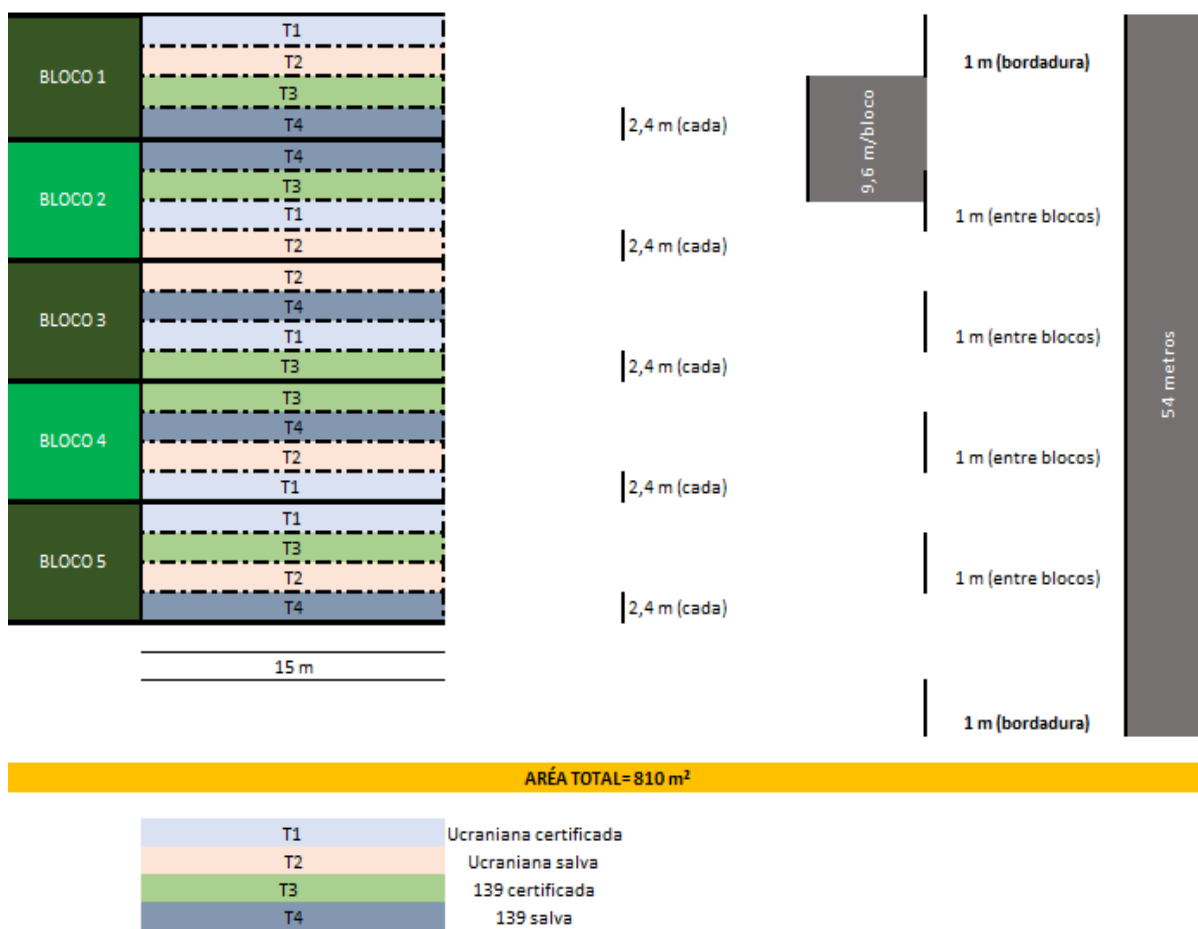 BLOCO 1
T1
T2
T3
T4
2,4 m (cada)
BLOCO 2
T4
T3
T1
T2
2,4 m (cada)
BLOCO 3
T2
T4
T1
T3
2,4 m (cada)
BLOCO 4
T3
T4
T2
T1
2,4 m (cada)
BLOCO 5
T1
T3
T2
T4
2,4 m (cada)
15 m
9,6 m/bloco
1 m (bordadura)
1 m (entre blocos)
1 m (entre blocos)
1 m (entre blocos)
1 m (entre blocos)
1 m (bordadura)
54 metros
ARÉA TOTAL= 810 m²
T1 Ucraniana certificada
T2 Ucraniana salva
T3 139 certificada
T4 139 salva